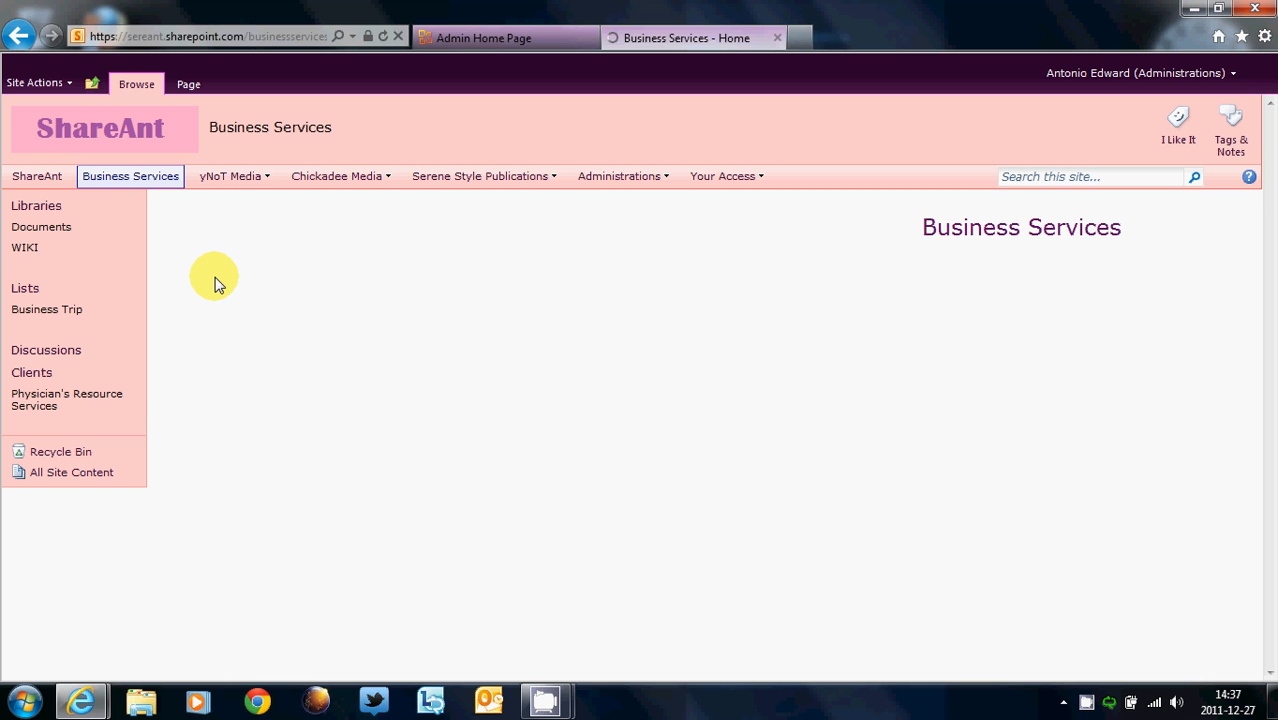 https://sereant.sharepoint.com/businessservices
Admin Home Page
Business Services - Home
Site Actions
Browse
Page
Antonio Edward (Administrations)
ShareAnt
Business Services
I Like It
Tags &
Notes
ShareAnt
Business Services
yNoT Media
Chickadee Media
Serene Style Publications
Administrations
Your Access
Search this site...
Libraries
Documents
WIKI
Business Services
Lists
Business Trip
Discussions
Clients
Physician's Resource
Services
Recycle Bin
All Site Content
14:37
2011-12-27